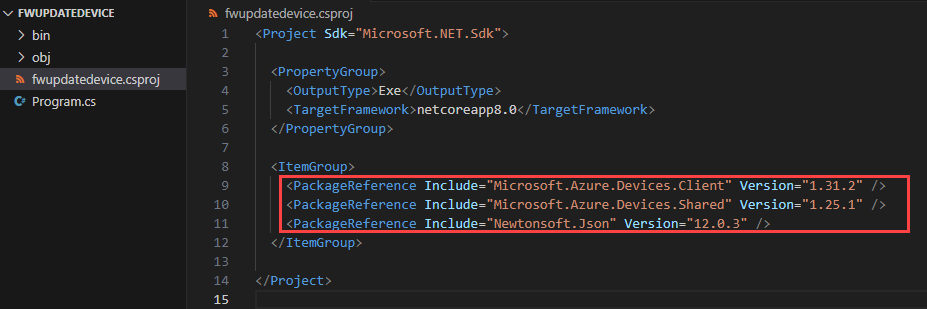 FWUPDATEDEVICE
bin
obj
fwupdatedevice.csproj
Program.cs
fwupdatedevice.csproj
1 <Project Sdk="Microsoft.NET.Sdk">
2
3 <PropertyGroup>
4 <OutputType>Exe</OutputType>
5 <TargetFramework>netcoreapp8.0</TargetFramework>
6 </PropertyGroup>
7
8 <ItemGroup>
9 <PackageReference Include="Microsoft.Azure.Devices.Client" Version="1.31.2" />
10 <PackageReference Include="Microsoft.Azure.Devices.Shared" Version="1.25.1" />
11 <PackageReference Include="Newtonsoft.Json" Version="12.0.3" />
12 </ItemGroup>
13
14 </Project>
15